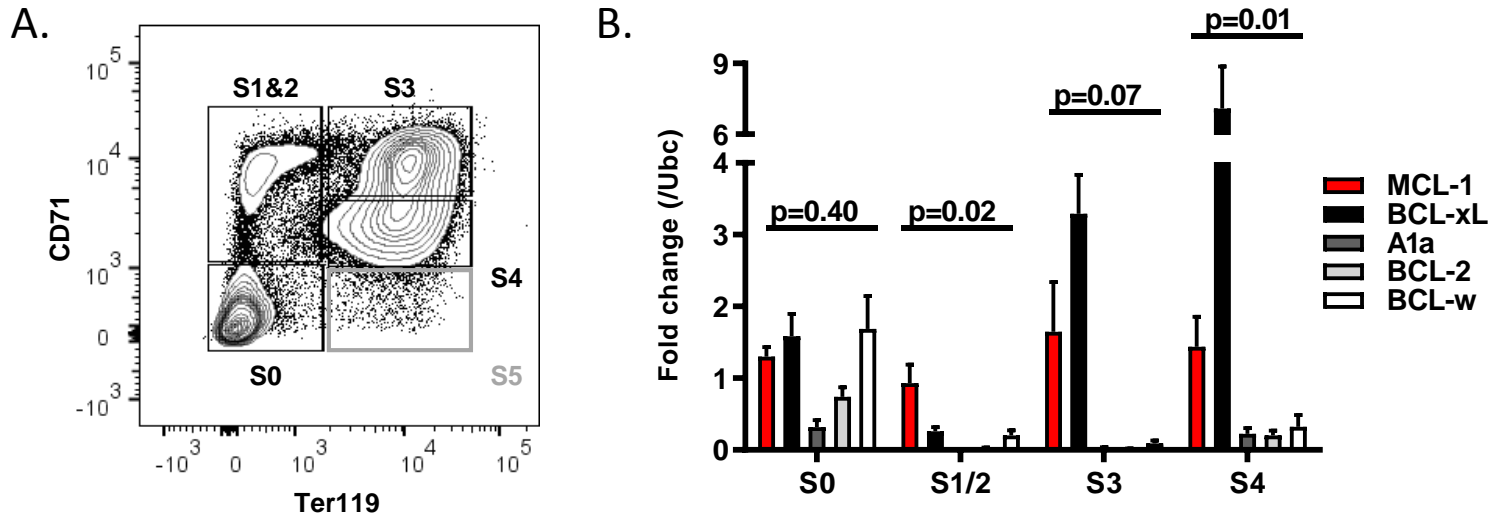 A.
S1&2
S3
S4
S0
S5
CD71
10^5
10^4
10^3
0
-10^3
-10^3
0
10^3
10^4
10^5
Ter119
B.
p=0.01
p=0.07
p=0.40
p=0.02
Fold change (/Ubc)
9
6
4
3
2
1
0
S0
S1/2
S3
S4
MCL-1
BCL-xL
A1a
BCL-2
BCL-w